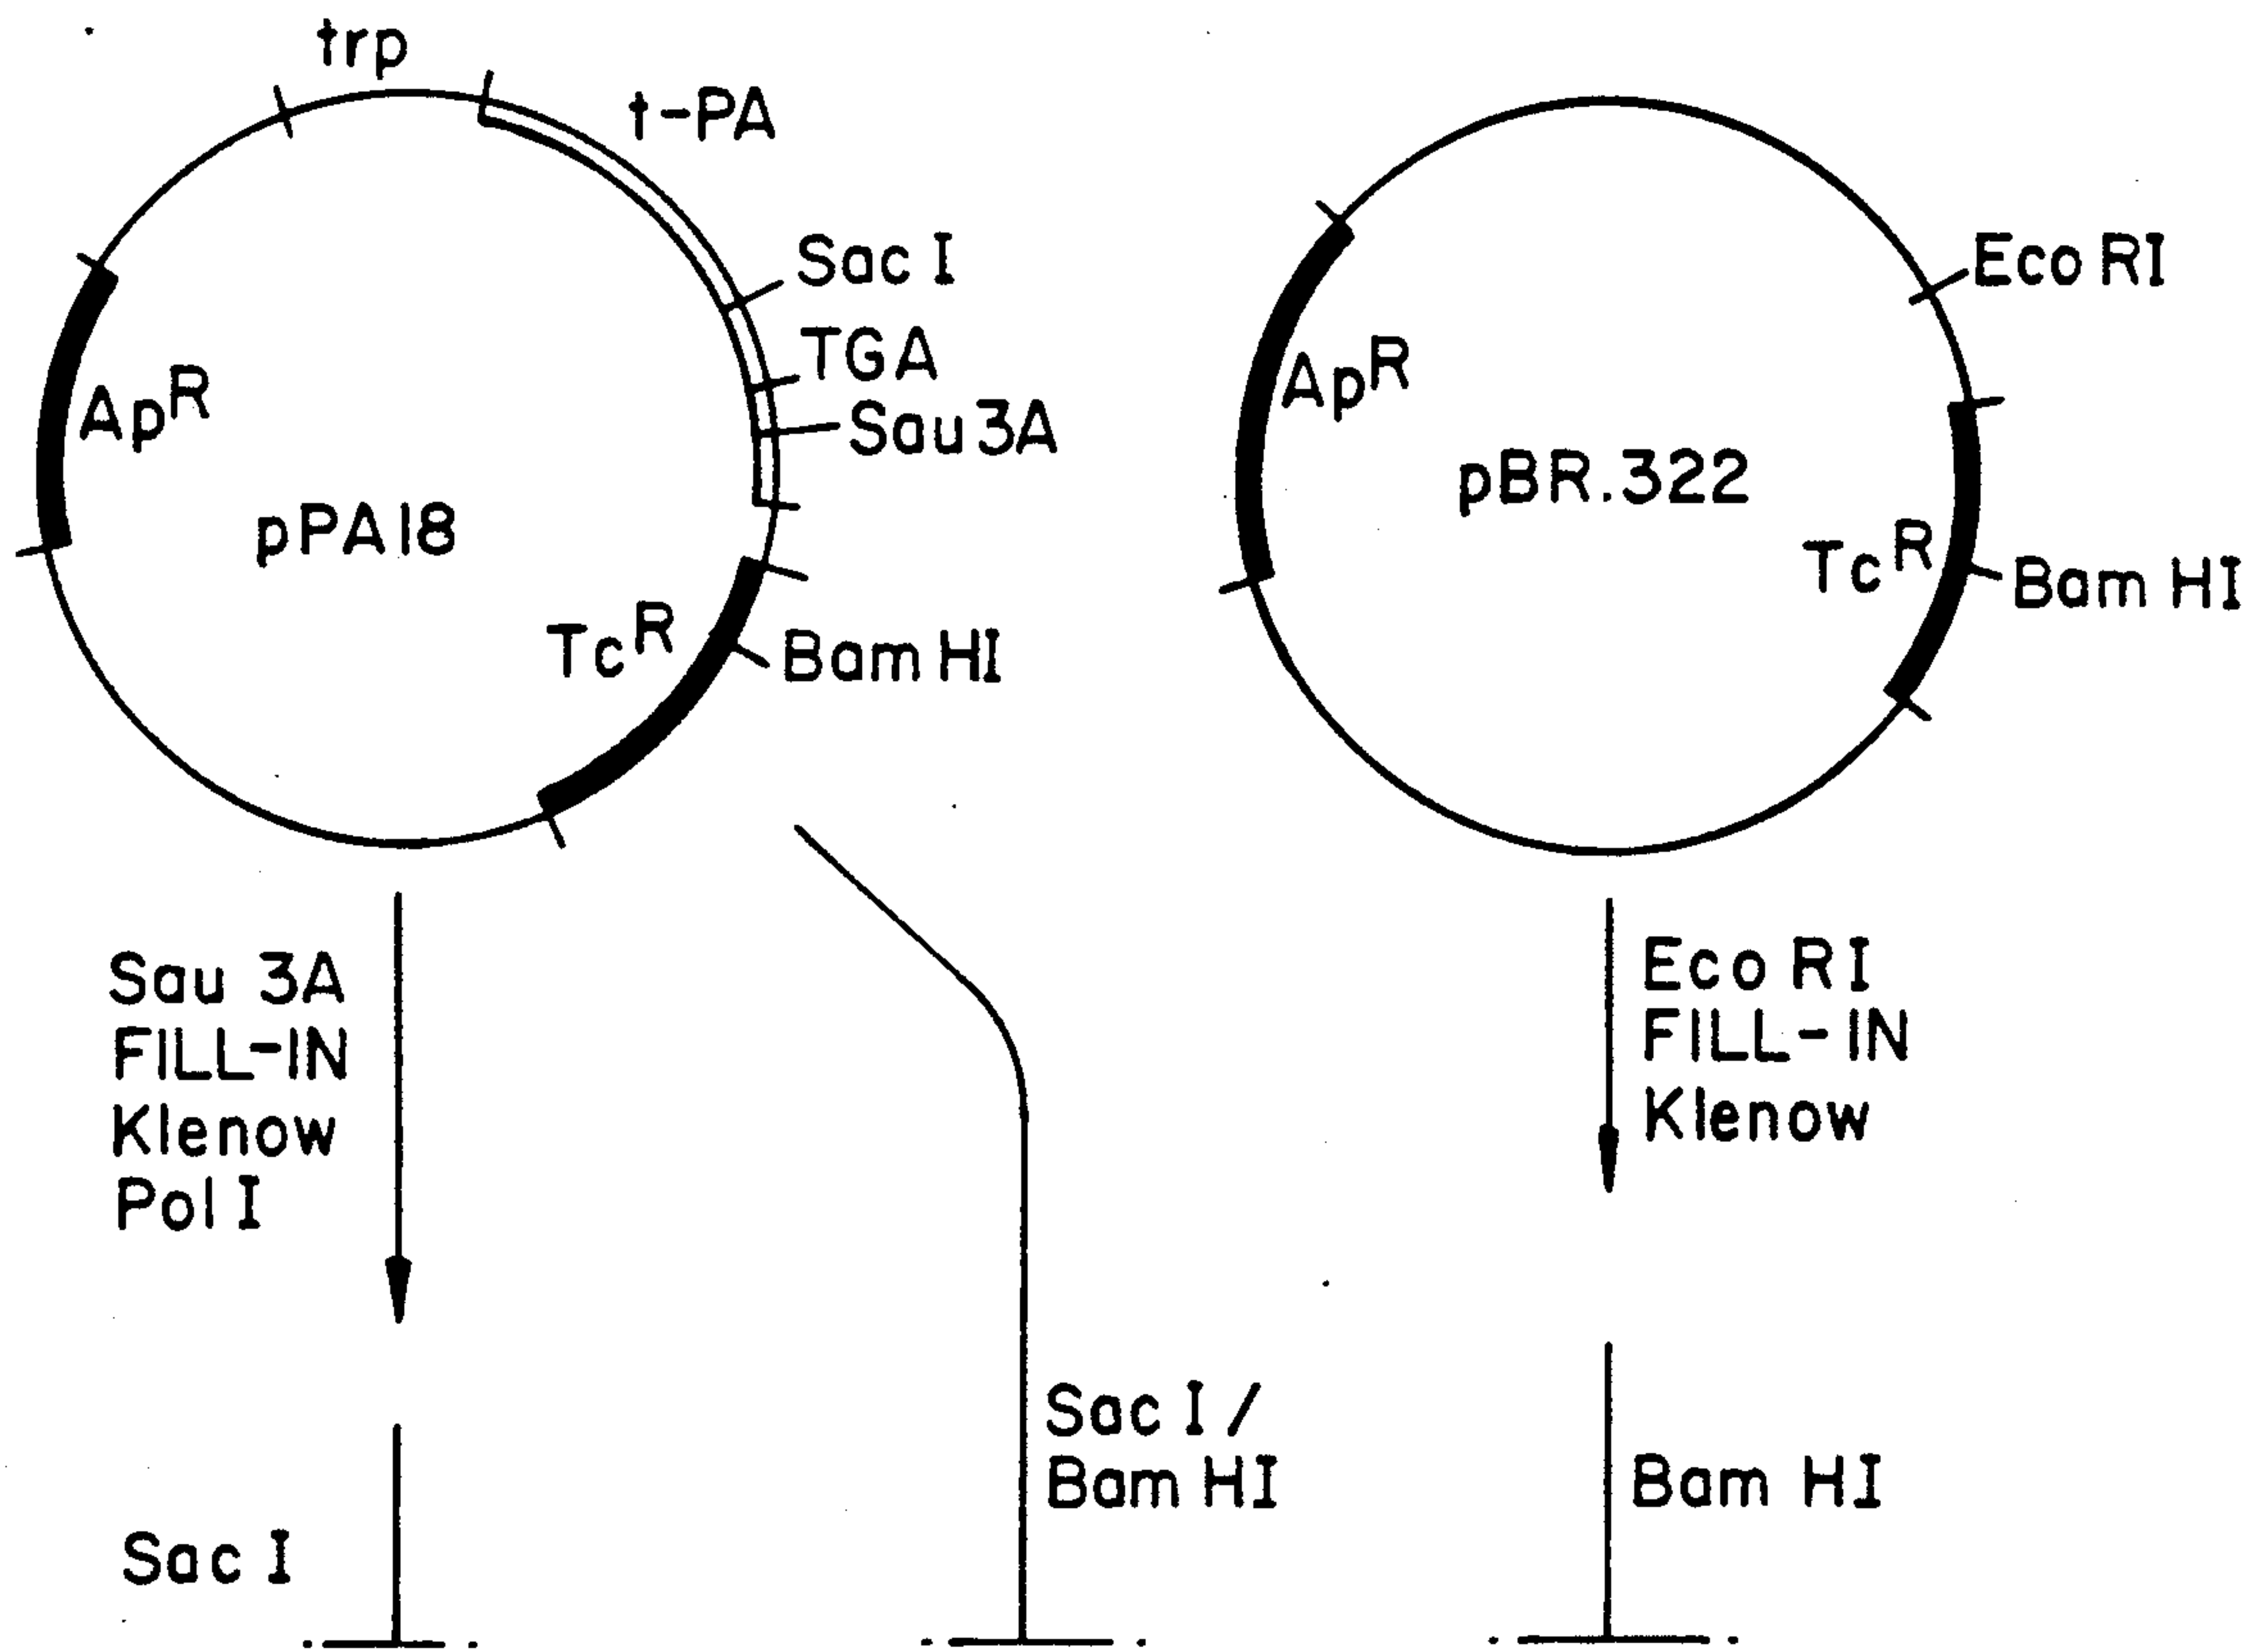 trp
t-PA
Sac I
TGA
Sau 3A
Ap^R
pPA18
Tc^R
Bam HI
Eco RI
Ap^R
pBR.322
Tc^R
Bam HI
Sau 3A
FILL-IN
Klenow
Pol I
Sac I
Sac I/
Bam HI
Eco RI
FILL-IN
Klenow
Bam HI